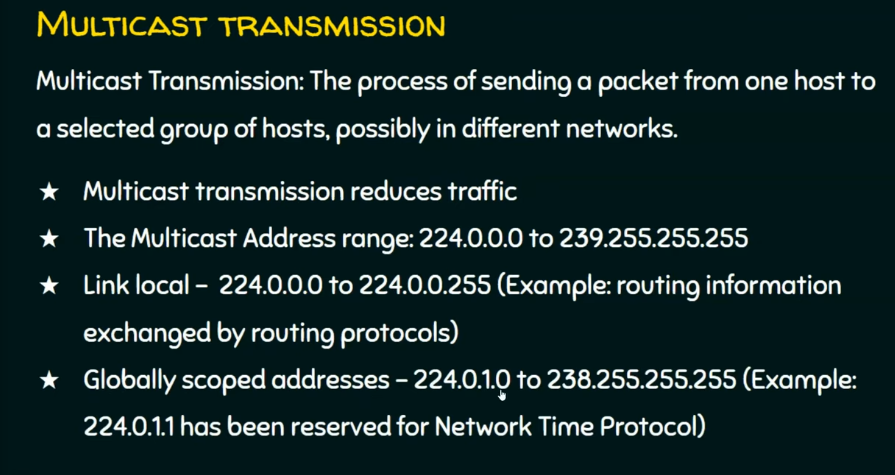 MULTICAST TRANSMISSION
Multicast Transmission: The process of sending a packet from one host to
a selected group of hosts, possibly in different networks.
★ Multicast transmission reduces traffic
★ The Multicast Address range: 224.0.0.0 to 239.255.255.255
★ Link local – 224.0.0.0 to 224.0.0.255 (Example: routing information
exchanged by routing protocols)
★ Globally scoped addresses – 224.0.1.0 to 238.255.255.255 (Example:
224.0.1.1 has been reserved for Network Time Protocol)